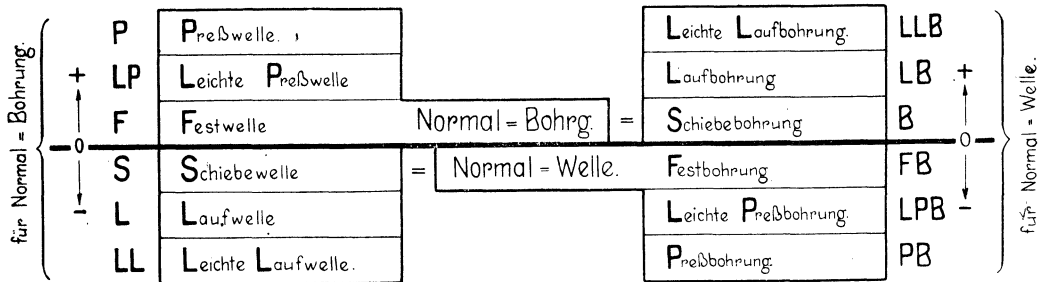 für Normal = Bohrung.
P Preßwelle. Leichte Laufbohrung. LLB
+ LP Leichte Preßwelle Laufbohrung LB +
F Festwelle Normal = Bohrg. = Schiebebohrung B
0 0
S Schiebewelle = Normal = Welle. Festbohrung FB
- L Laufwelle Leichte Preßbohrung. LPB -
LL Leichte Laufwelle. Preßbohrung. PB
für Normal = Welle.